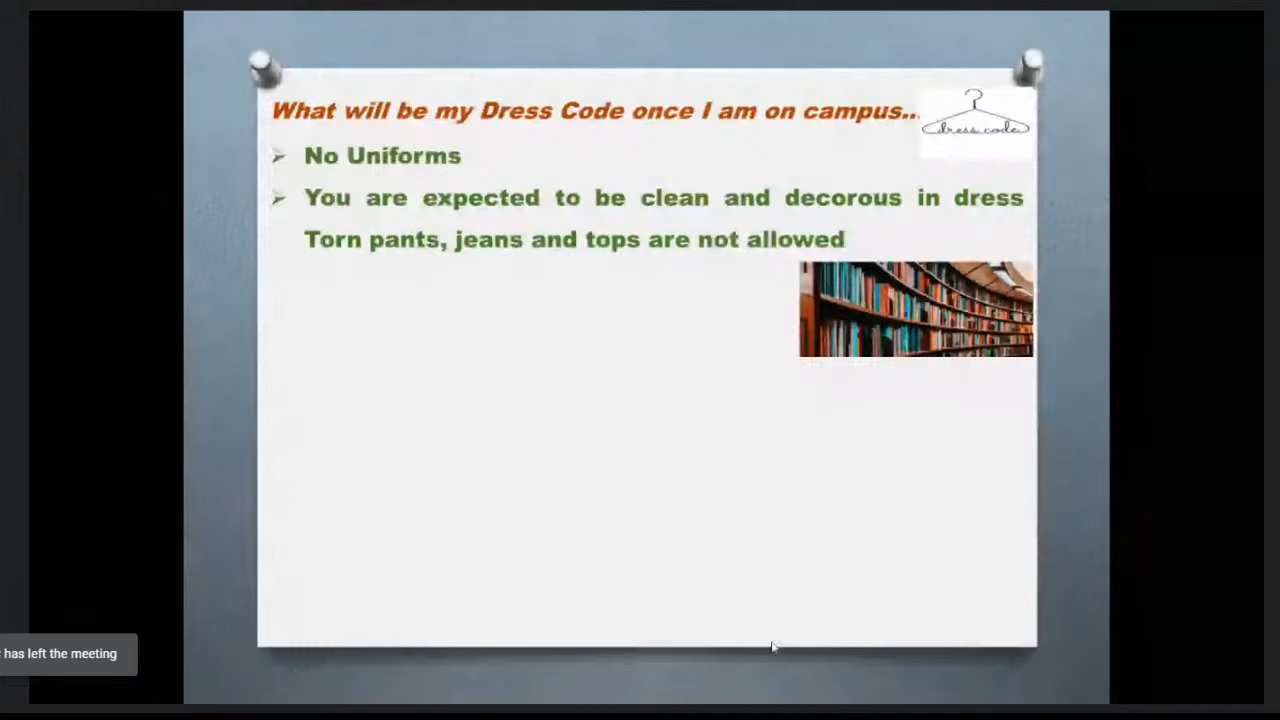 What will be my Dress Code once I am on campus...
dress code
No Uniforms
You are expected to be clean and decorous in dress
Torn pants, jeans and tops are not allowed
has left the meeting